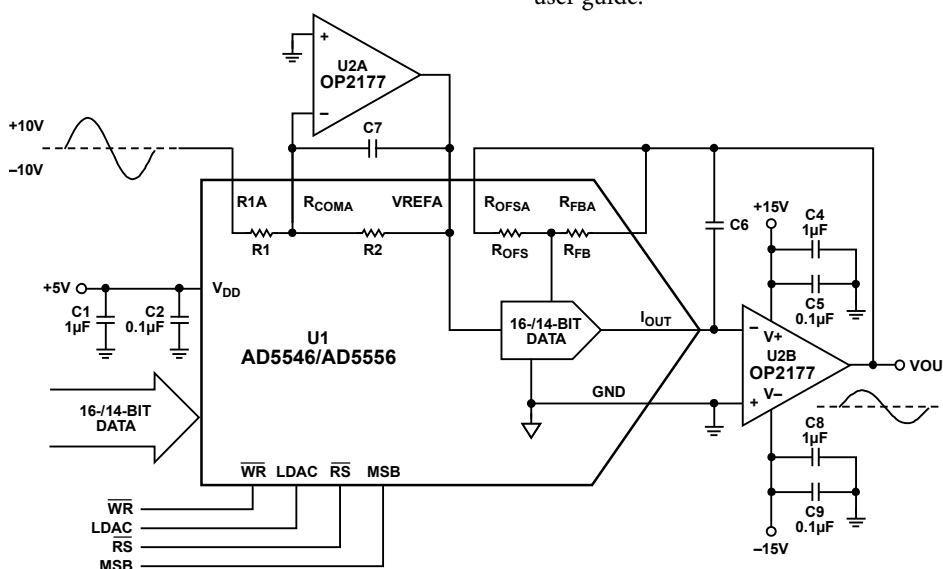 user guide.
U2A
OP2177
+
–
C7
+10V
–10V
R1A
RCOMA
VREFA
ROFSA
RFBA
R1
R2
ROFS
RFB
C6
+15V
C4
1µF
C5
0.1µF
+5V
C1
1µF
C2
0.1µF
VDD
U1
AD5546/AD5556
16-/14-BIT
DATA
IOUT
–
V+
U2B
OP2177
+
V–
VOU
GND
16-/14-BIT
DATA
C8
1µF
C9
0.1µF
–15V
WR LDAC RS MSB
WR
LDAC
RS
MSB